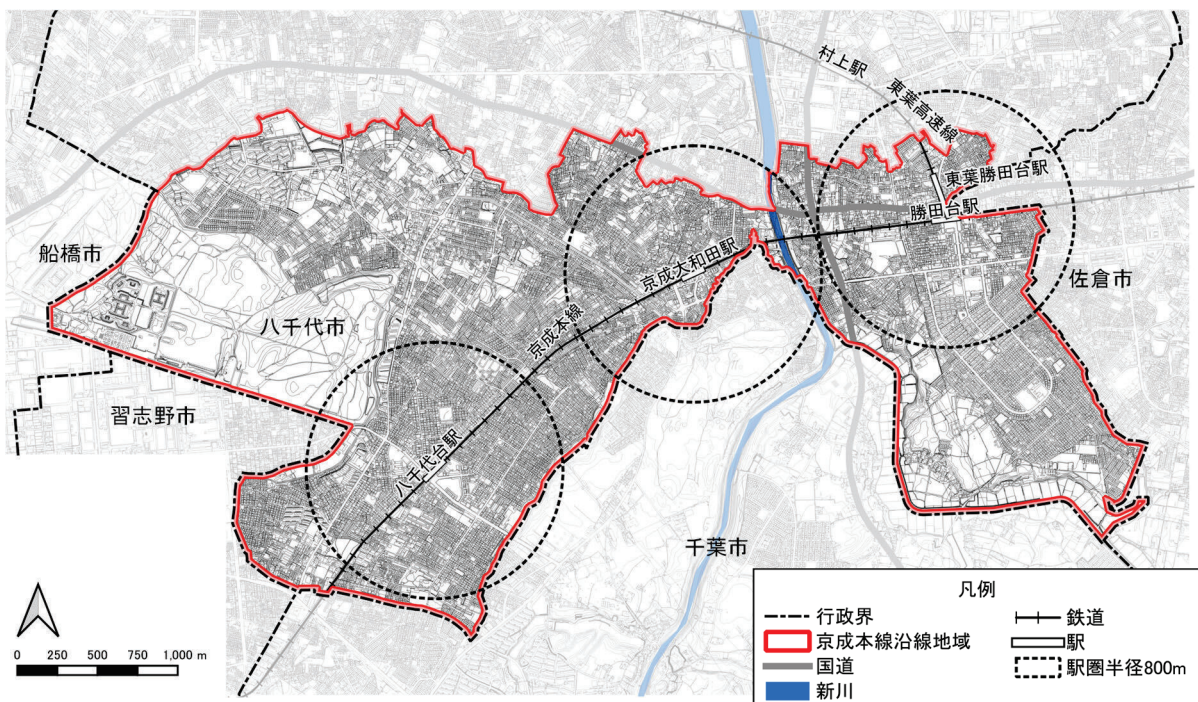 村上駅
東葉高速線
東葉勝田台駅
勝田台駅
京成大和田駅
船橋市
佐倉市
八千代市
京成本線
習志野市
八千代台駅
千葉市
凡例
行政界
鉄道
京成本線沿線地域
駅
国道
駅圏半径800m
新川
0 250 500 750 1,000 m